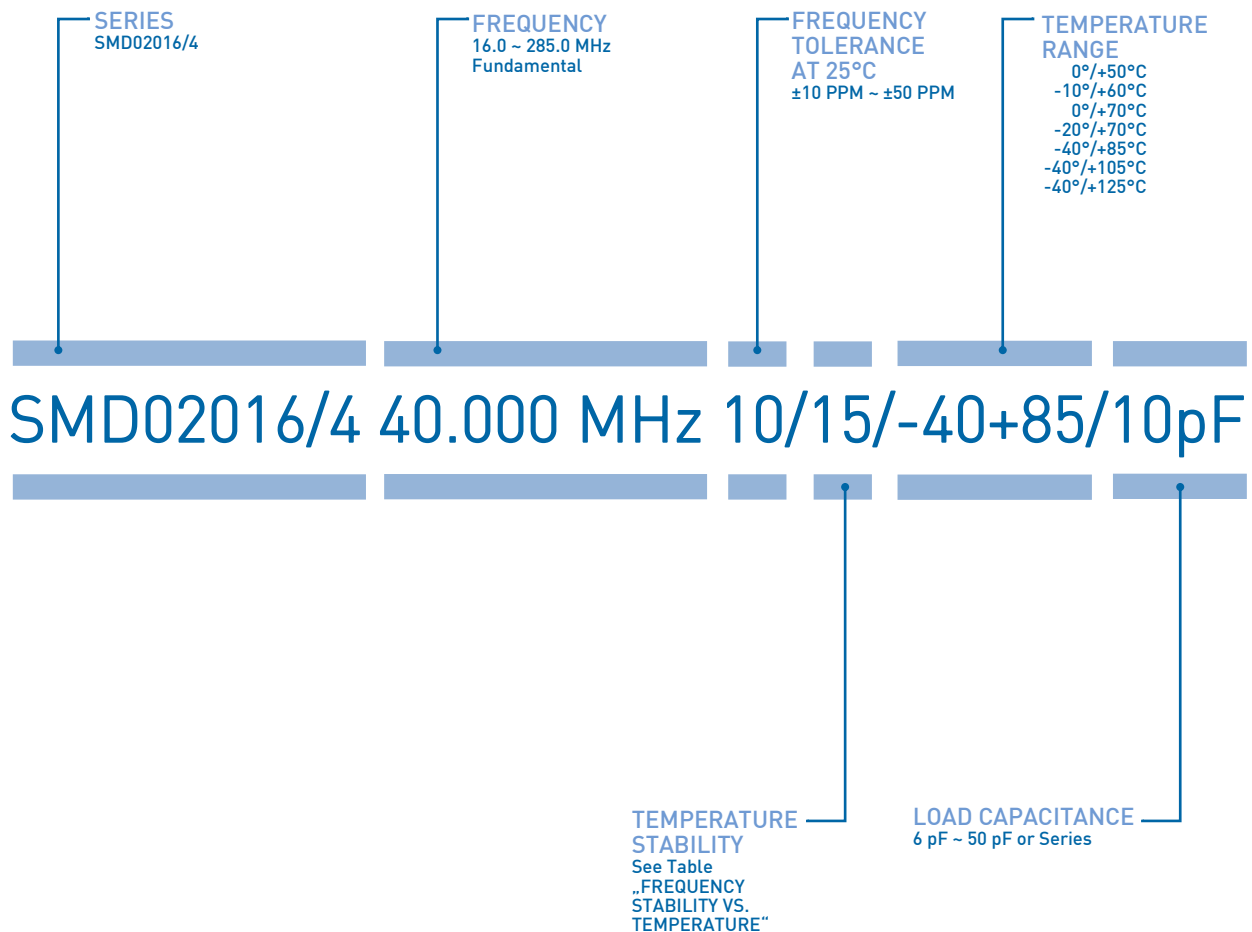 SERIES
SMD02016/4
FREQUENCY
16.0 ~ 285.0 MHz
Fundamental
FREQUENCY
TOLERANCE
AT 25°C
±10 PPM ~ ±50 PPM
TEMPERATURE
RANGE
0°/+50°C
-10°/+60°C
0°/+70°C
-20°/+70°C
-40°/+85°C
-40°/+105°C
-40°/+125°C
SMD02016/4 40.000 MHz 10/15/-40+85/10pF
TEMPERATURE
STABILITY
See Table
„FREQUENCY
STABILITY VS.
TEMPERATURE“
LOAD CAPACITANCE
6 pF ~ 50 pF or Series